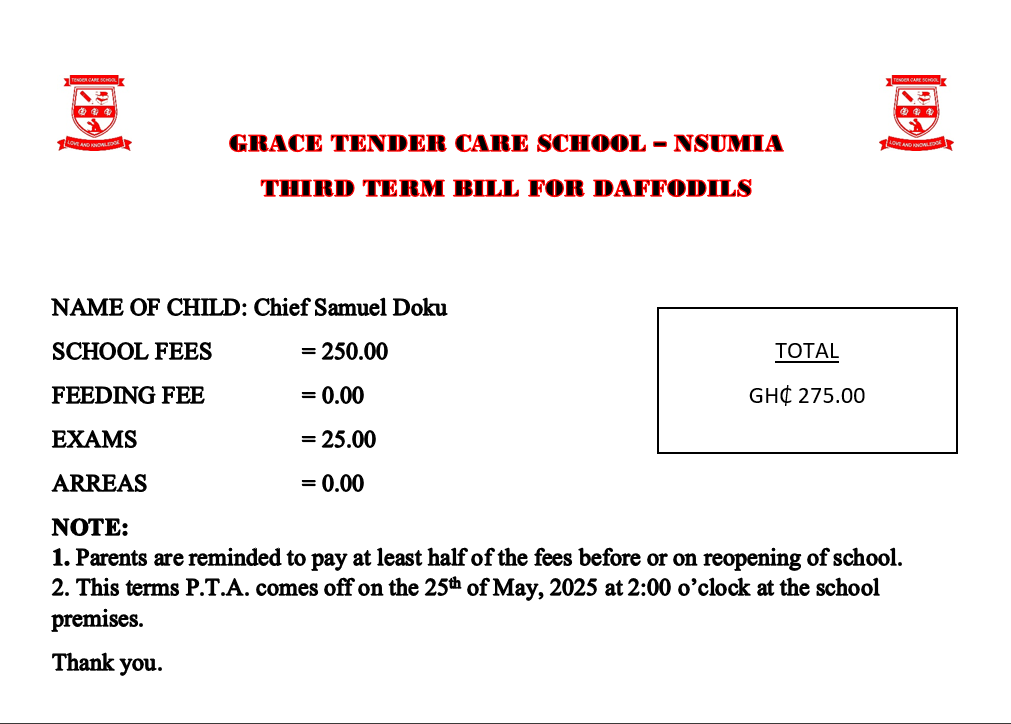 TENDER CARE SCHOOL
LOVE AND KNOWLEDGE
TENDER CARE SCHOOL
LOVE AND KNOWLEDGE
GRACE TENDER CARE SCHOOL – NSUMIA
THIRD TERM BILL FOR DAFFODILS
NAME OF CHILD: Chief Samuel Doku
SCHOOL FEES = 250.00
FEEDING FEE = 0.00
EXAMS = 25.00
ARREAS = 0.00
TOTAL
GH₵ 275.00
NOTE:
1. Parents are reminded to pay at least half of the fees before or on reopening of school.
2. This terms P.T.A. comes off on the 25th of May, 2025 at 2:00 o’clock at the school
premises.
Thank you.